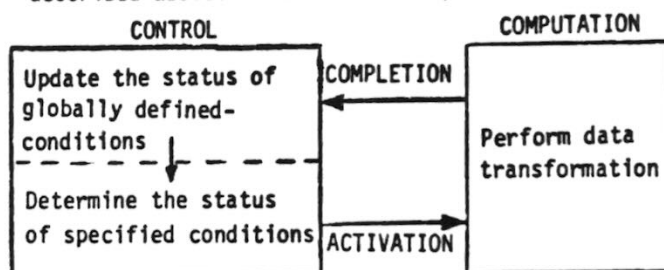 CONTROL
COMPUTATION
Update the status of
globally defined-
conditions
COMPLETION
Perform data
transformation
Determine the status
of specified conditions
ACTIVATION